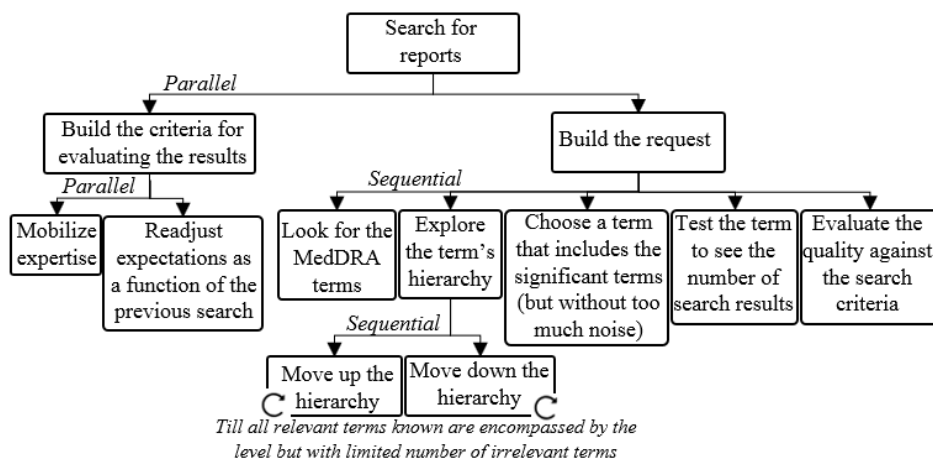 Search for
reports
Parallel
Build the criteria for
evaluating the results
Build the request
Parallel
Sequential
Mobilize
expertise
Readjust
expectations as
a function of the
previous search
Look for the
MedDRA
terms
Explore
the term's
hierarchy
Choose a term
that includes the
significant terms
(but without too
much noise)
Test the term
to see the
number of
search results
Evaluate the
quality against
the search
criteria
Sequential
Move up the
hierarchy
Move down the
hierarchy
Till all relevant terms known are encompassed by the
level but with limited number of irrelevant terms